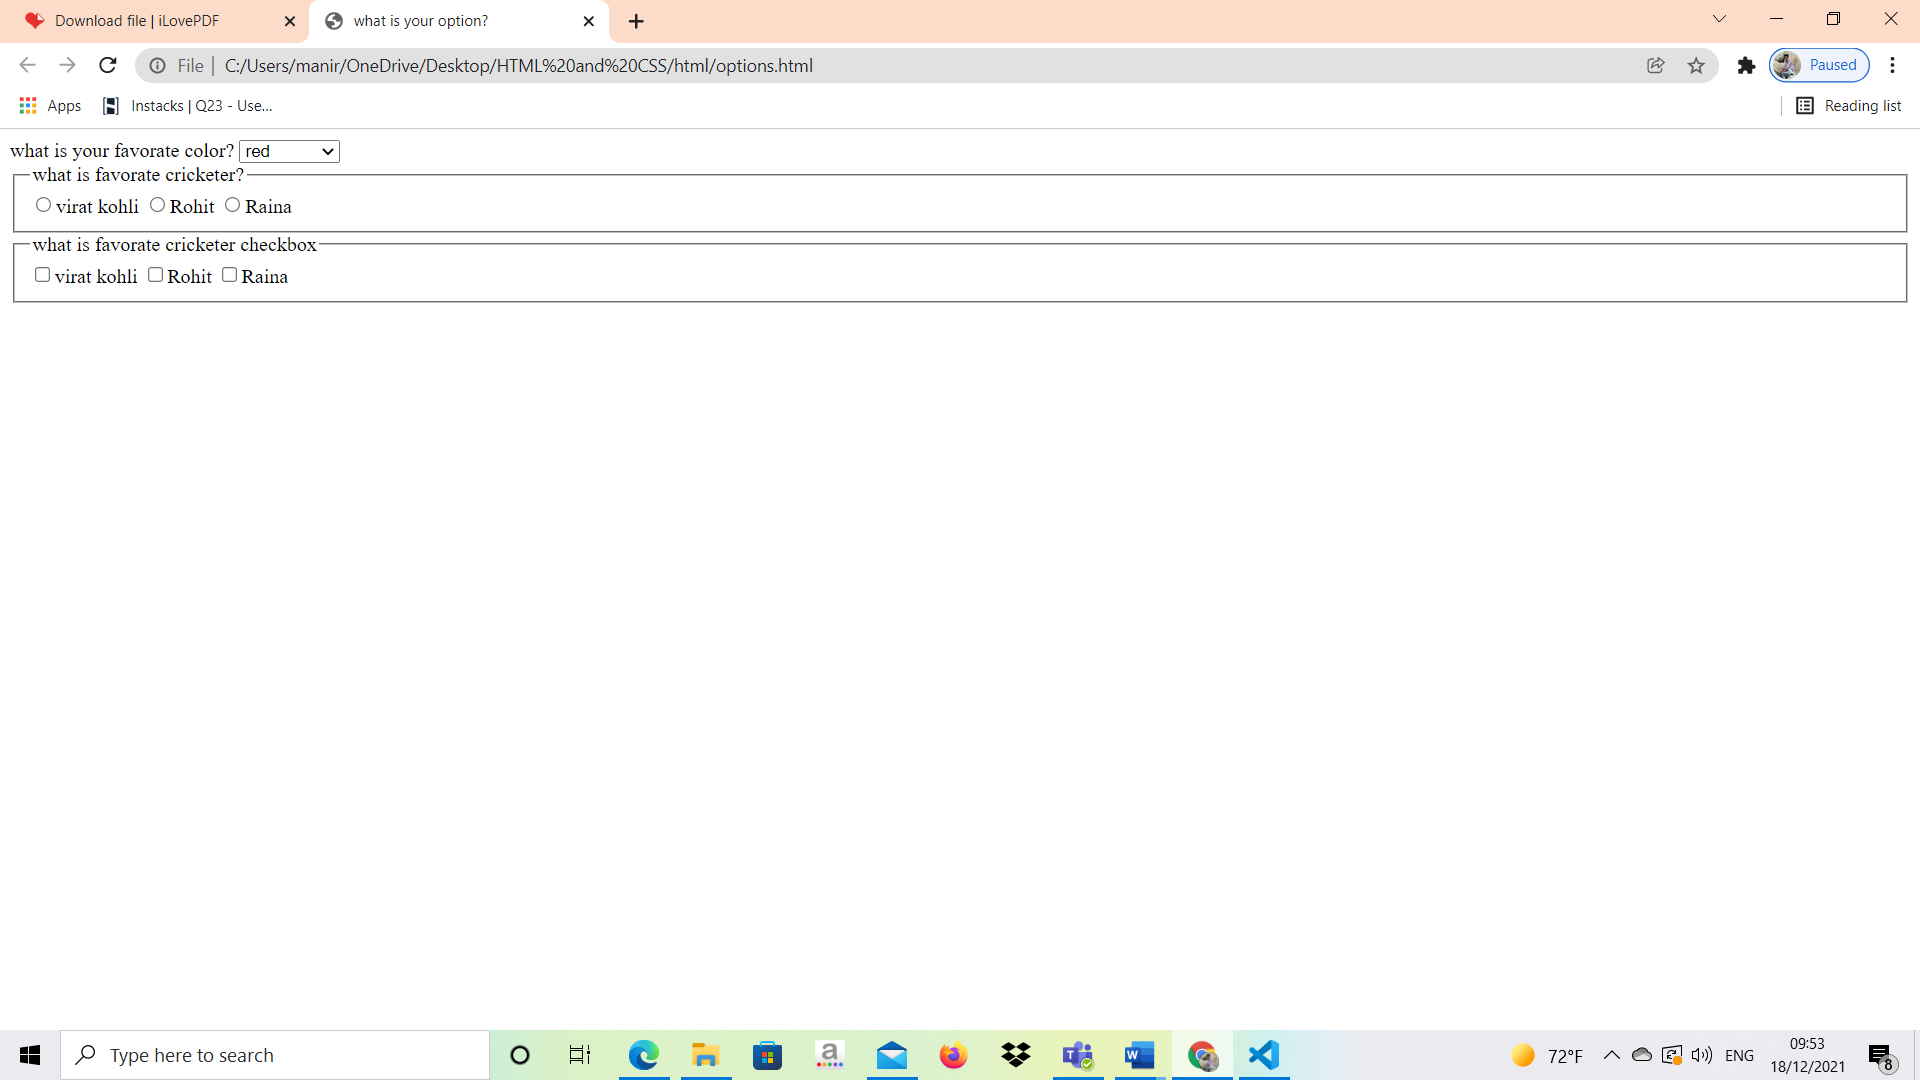 Download file | iLovePDF
what is your option?
File | C:/Users/manir/OneDrive/Desktop/HTML%20and%20CSS/html/options.html
Paused
Apps
Instacks | Q23 - Use...
Reading list
what is your favorate color? red
what is favorate cricketer?
virat kohli Rohit Raina
what is favorate cricketer checkbox
virat kohli Rohit Raina
Type here to search
72°F
ENG
09:53
18/12/2021
8